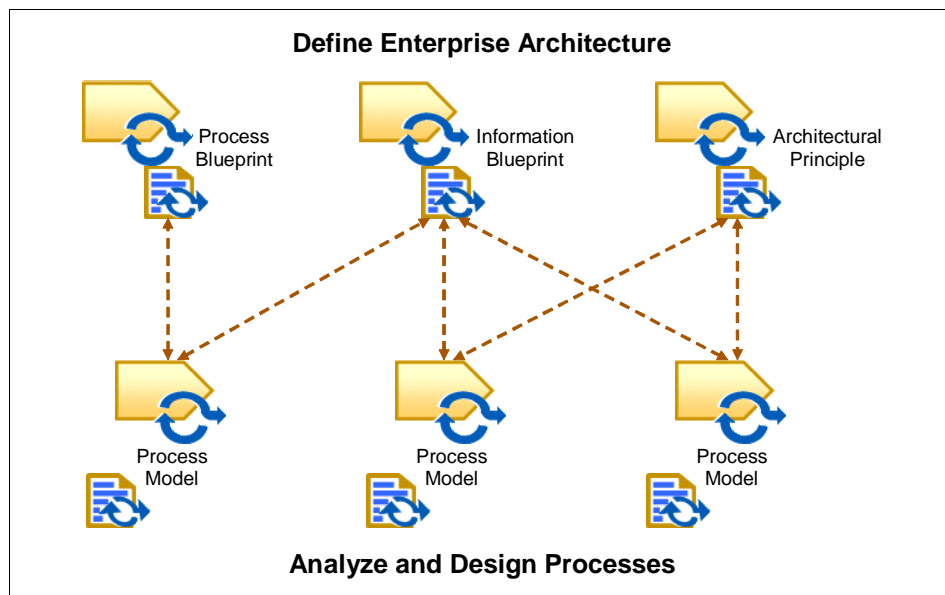 Define Enterprise Architecture
Process
Blueprint
Information
Blueprint
Architectural
Principle
Process
Model
Process
Model
Process
Model
Analyze and Design Processes